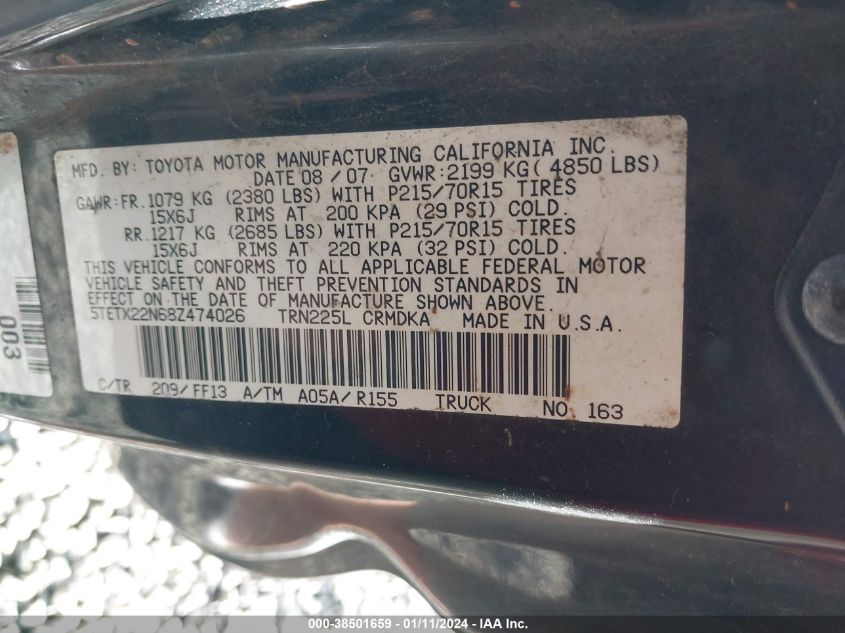 MFD. BY: TOYOTA MOTOR MANUFACTURING CALIFORNIA INC.
DATE 08 / 07 GVWR: 2199 KG( 4850 LBS)
GAWR:FR. 1079 KG (2380 LBS) WITH P215/70R15 TIRES
15X6J RIMS AT 200 KPA (29 PSI) COLD.
RR. 1217 KG (2685 LBS) WITH P215/70R15 TIRES
15X6J RIMS AT 220 KPA (32 PSI) COLD.
THIS VEHICLE CONFORMS TO ALL APPLICABLE FEDERAL MOTOR
VEHICLE SAFETY AND THEFT PREVENTION STANDARDS IN
EFFECT ON THE DATE OF MANUFACTURE SHOWN ABOVE.
5TETX22N68Z474026 TRN225L CRMDKA MADE IN U.S.A.
C/TR 209/FF13 A/TM A05A/R155 TRUCK NO. 163
003
000-38501659 - 01/11/2024 - IAA Inc.